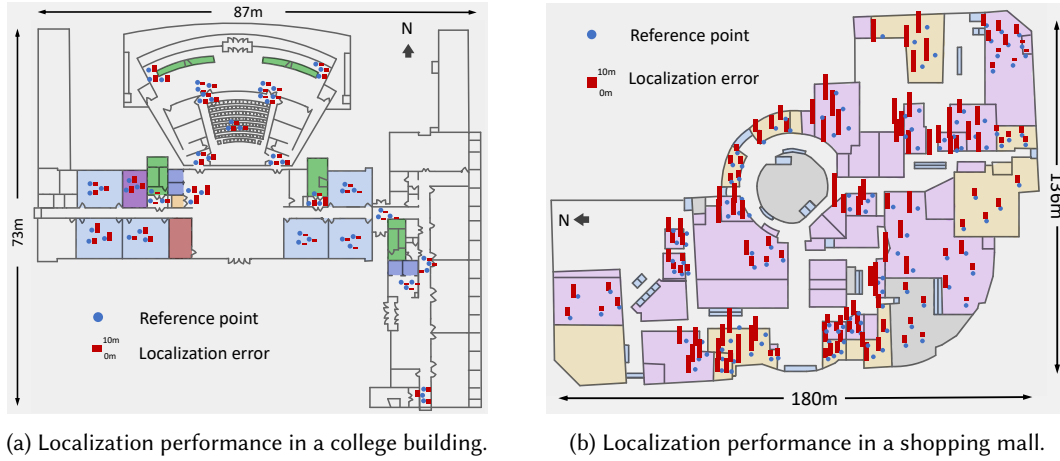 87m
N
73m
Reference point
10m
0m
Localization error
(a) Localization performance in a college building.
Reference point
10m
0m
Localization error
N
136m
180m
(b) Localization performance in a shopping mall.